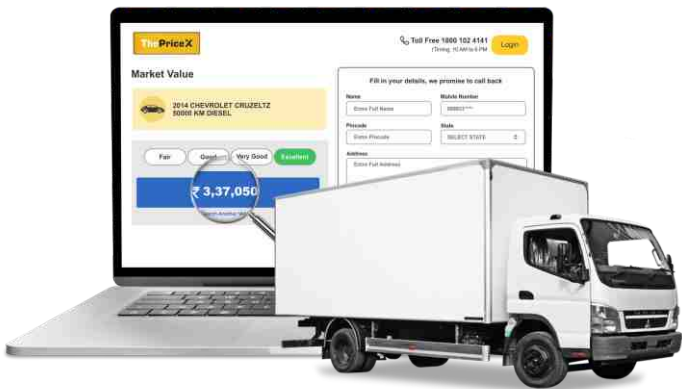 ThePriceX
Toll Free 1800 102 4141
(Timing: 10 AM to 6 PM)
Login
Market Value
2014 CHEVROLET CRUZELTZ
50000 KM DIESEL
Fair
Good
Very Good
Excellent
₹ 3,37,050
Search Another
Fill in your details, we promise to call back
Name
Mobile Number
Enter Full Name
Pincode
State
Enter Pincode
SELECT STATE
Address
Enter Full Address